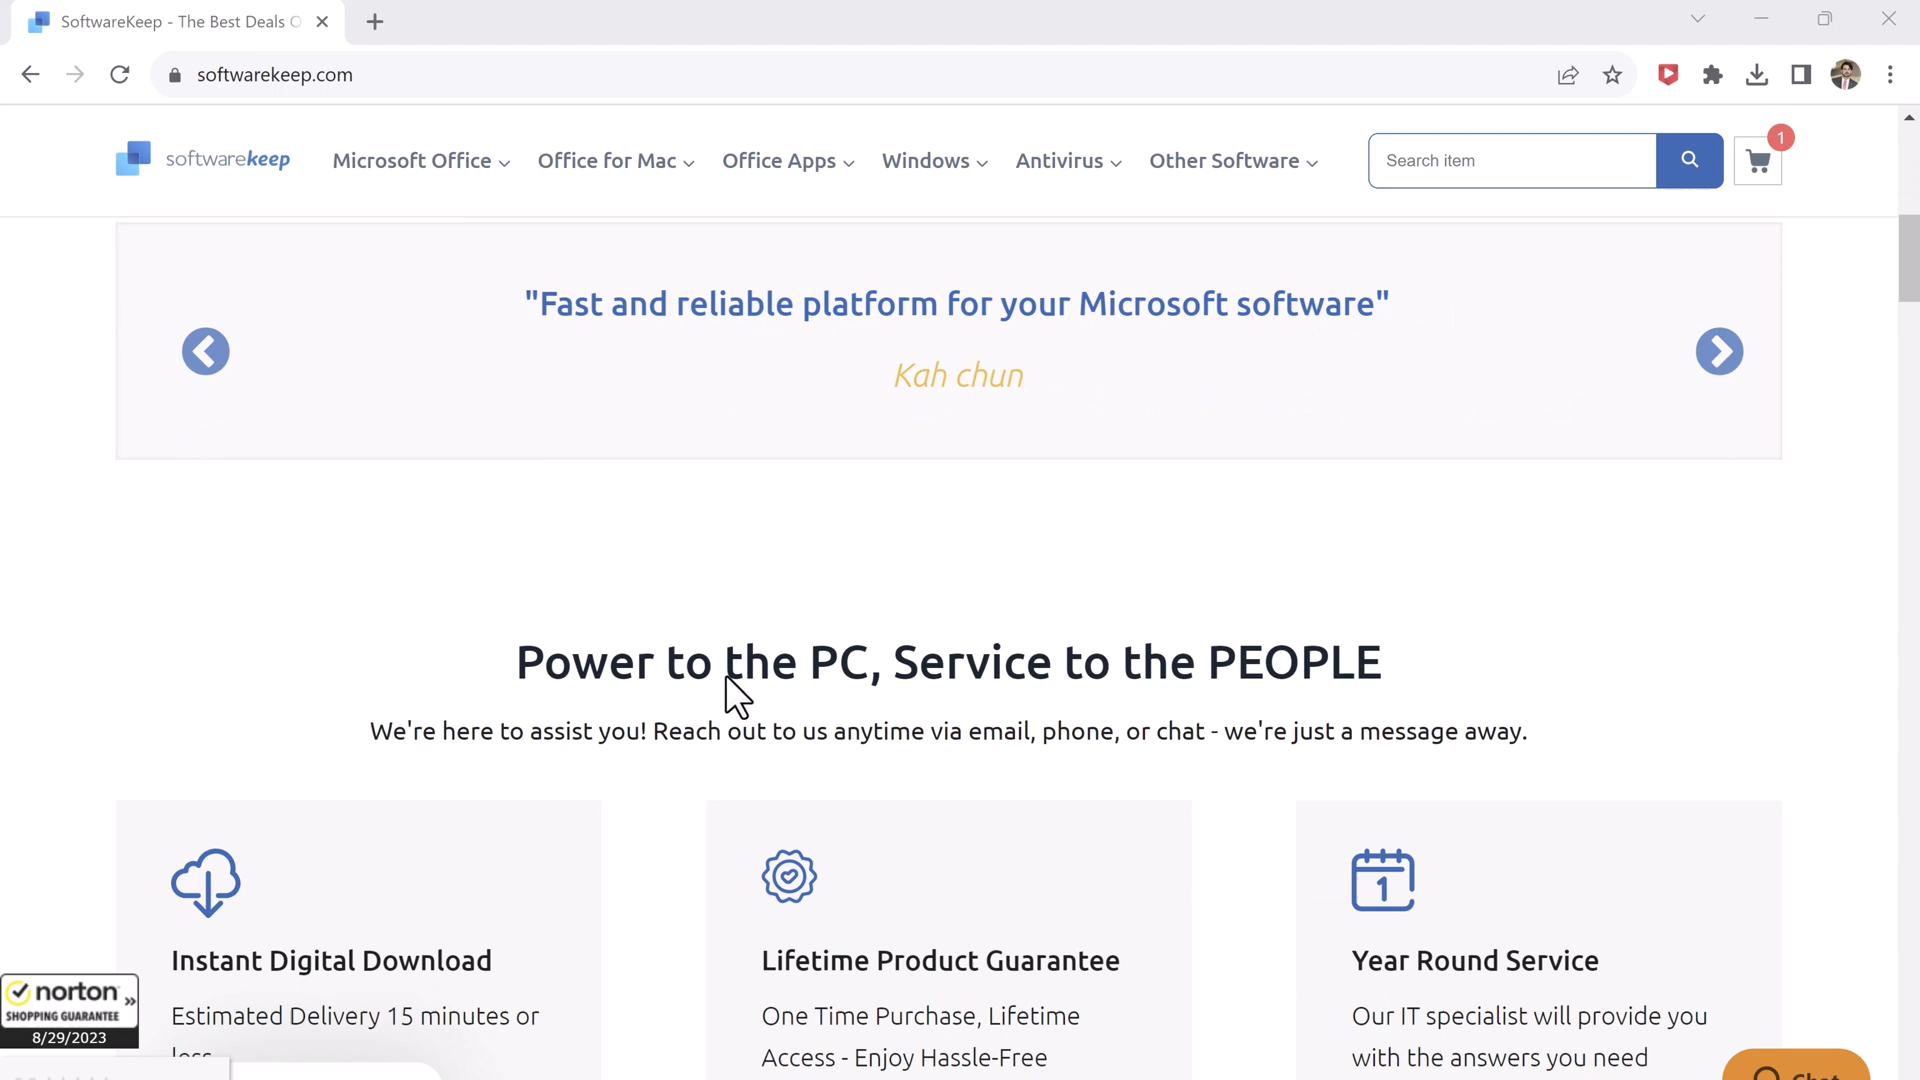 SoftwareKeep - The Best Deals O
softwarekeep.com
softwarekeep
Microsoft Office
Office for Mac
Office Apps
Windows
Antivirus
Other Software
Search item
1
"Fast and reliable platform for your Microsoft software"
Kah chun
Power to the PC, Service to the PEOPLE
We're here to assist you! Reach out to us anytime via email, phone, or chat - we're just a message away.
1
Instant Digital Download
Lifetime Product Guarantee
Year Round Service
Estimated Delivery 15 minutes or
less
One Time Purchase, Lifetime
Access - Enjoy Hassle-Free
Our IT specialist will provide you
with the answers you need
norton
SHOPPING GUARANTEE
8/29/2023
Chat